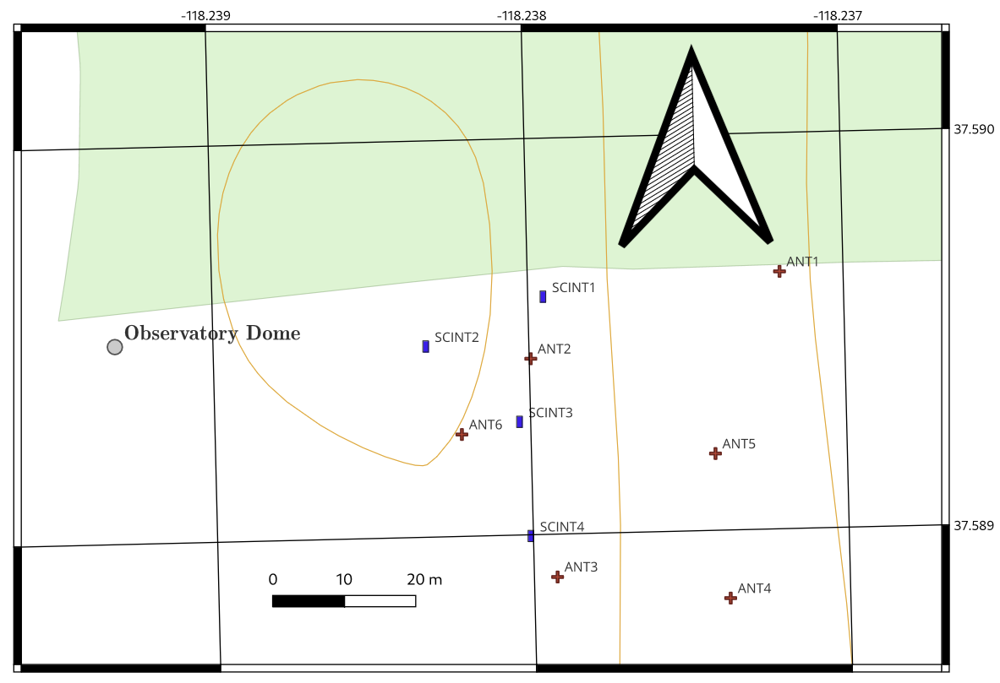 -118.239 -118.238 -118.237
37.590
ANT1
SCINT1
Observatory Dome
SCINT2
ANT2
SCINT3
ANT6
ANT5
SCINT4
37.589
ANT3
0 10 20 m
ANT4